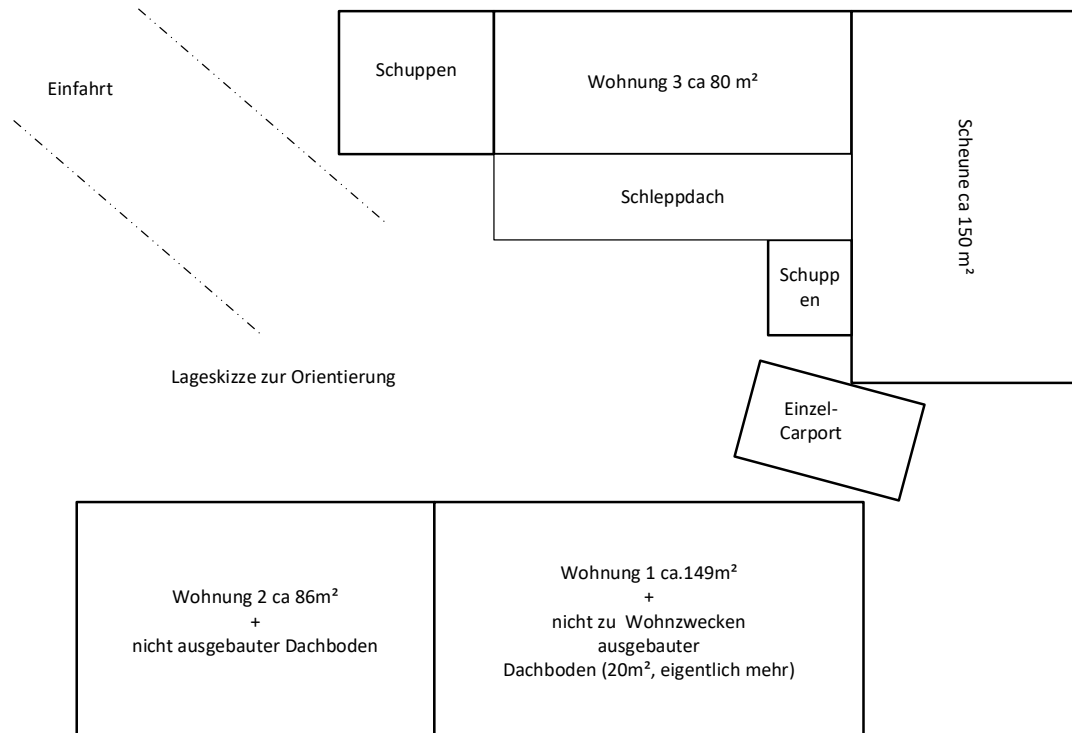 Einfahrt
Schuppen
Wohnung 3 ca 80 m²
Scheune ca 150 m²
Schleppdach
Schupp
en
Lageskizze zur Orientierung
Einzel-
Carport
Wohnung 2 ca 86m²
+
nicht ausgebauter Dachboden
Wohnung 1 ca.149m²
+
nicht zu Wohnzwecken
ausgebauter
Dachboden (20m², eigentlich mehr)